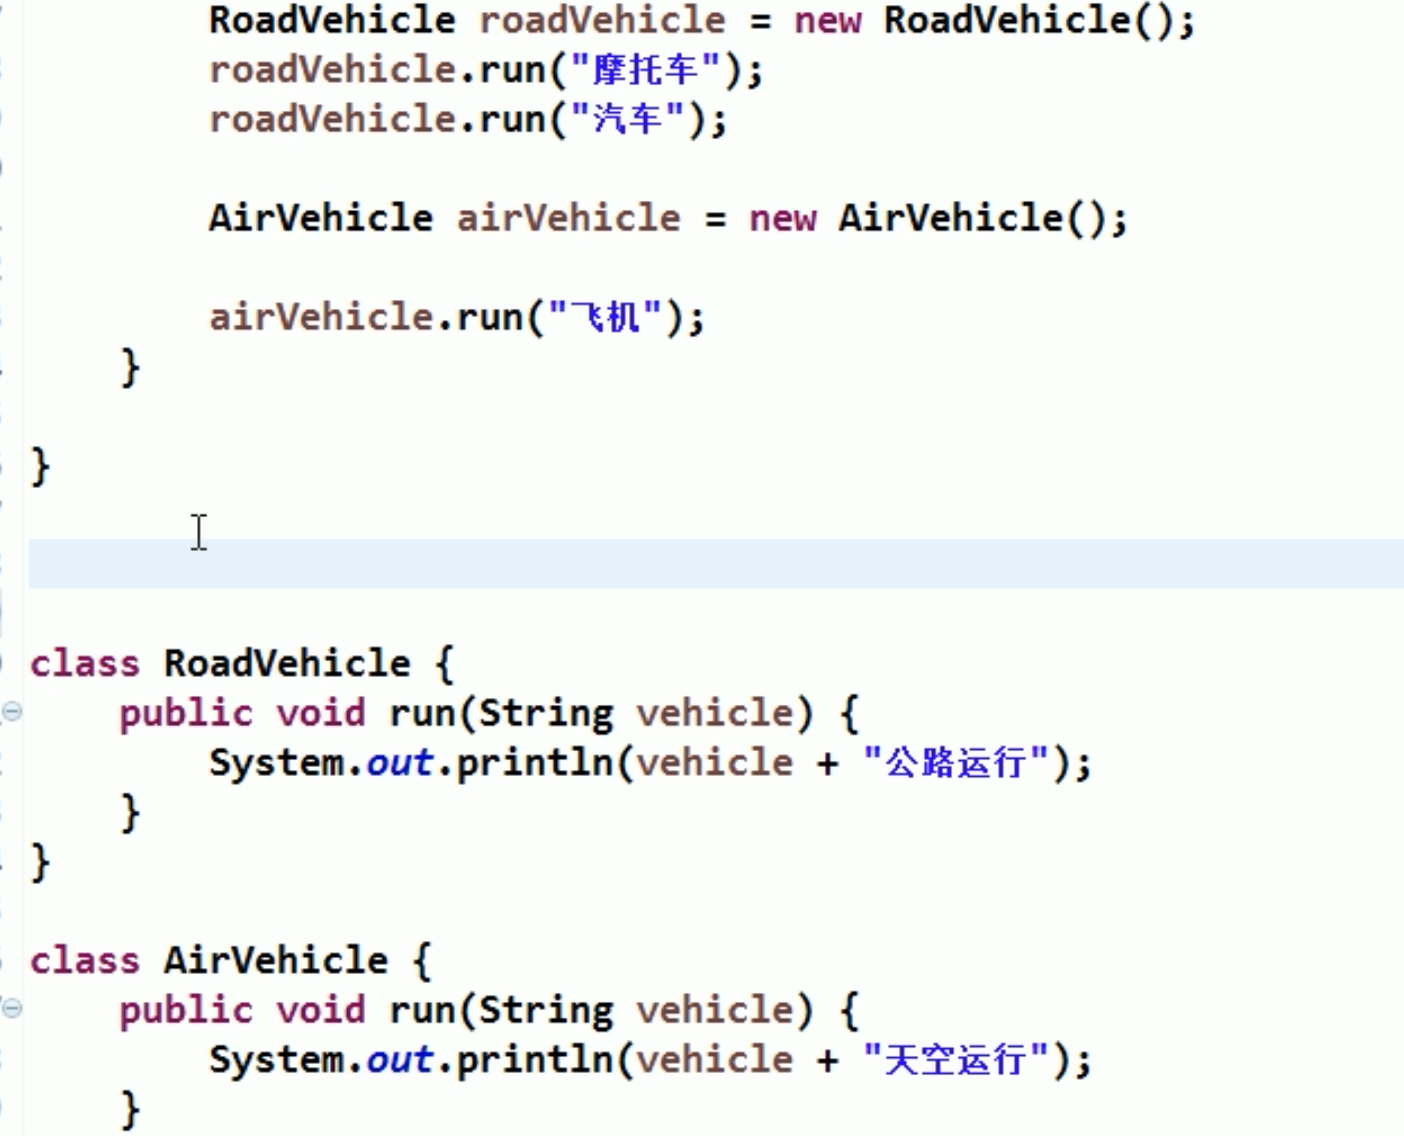 RoadVehicle roadVehicle = new RoadVehicle();
roadVehicle.run("摩托车");
roadVehicle.run("汽车");
AirVehicle airVehicle = new AirVehicle();
airVehicle.run("飞机");
}
}
class RoadVehicle {
public void run(String vehicle) {
System.out.println(vehicle + "公路运行");
}
}
class AirVehicle {
public void run(String vehicle) {
System.out.println(vehicle + "天空运行");
}